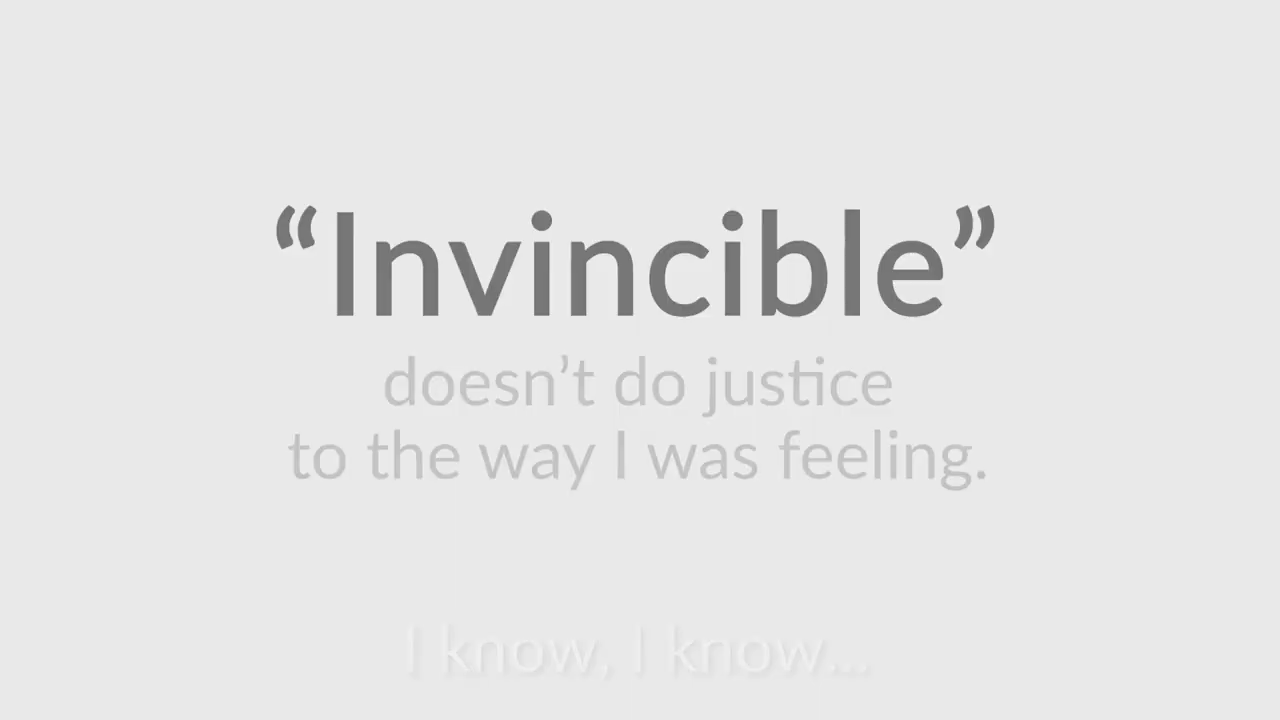 “Invincible”
doesn’t do justice
to the way I was feeling.
I know, I know...